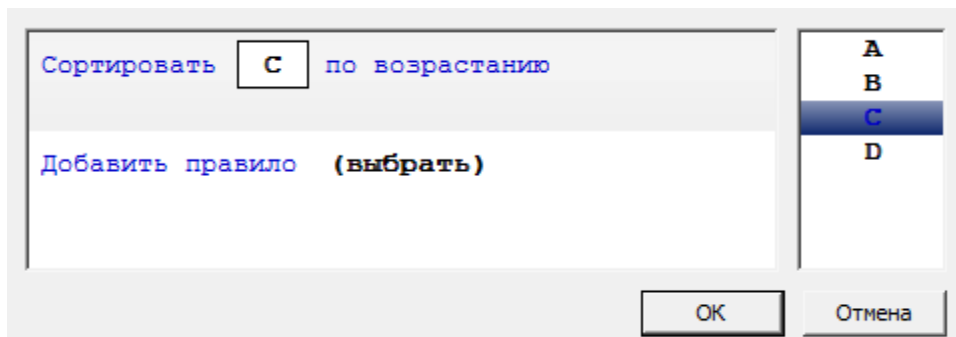 Сортировать C по возрастанию
Добавить правило (выбрать)
A
B
C
D
OK Отмена